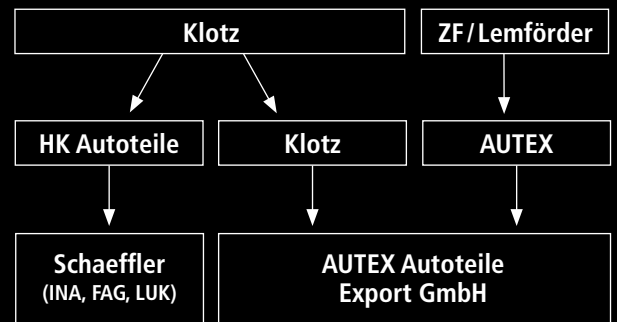 Klotz
ZF/Lemförder
HK Autoteile
Klotz
AUTEX
Schaeffler
(INA, FAG, LUK)
AUTEX Autoteile
Export GmbH